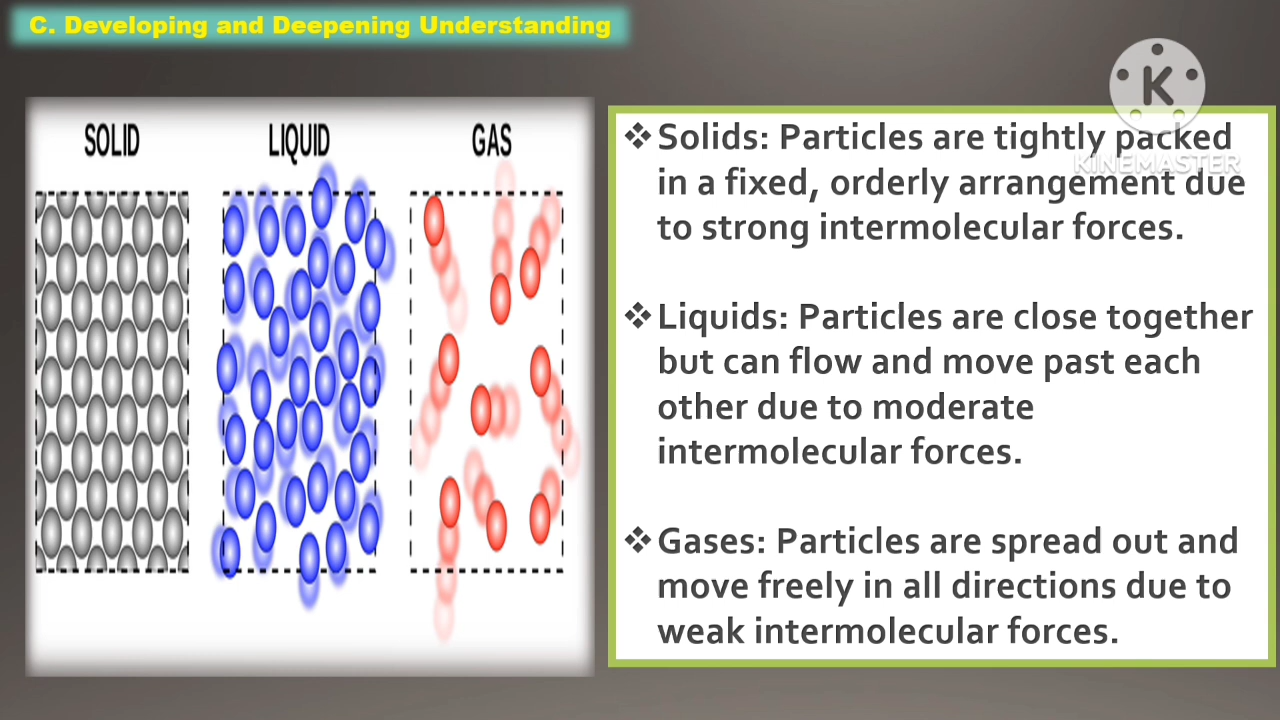 C. Developing and Deepening Understanding
SOLID
LIQUID
GAS
K
KINEMASTER
❖ Solids: Particles are tightly packed
in a fixed, orderly arrangement due
to strong intermolecular forces.
❖ Liquids: Particles are close together
but can flow and move past each
other due to moderate
intermolecular forces.
❖ Gases: Particles are spread out and
move freely in all directions due to
weak intermolecular forces.